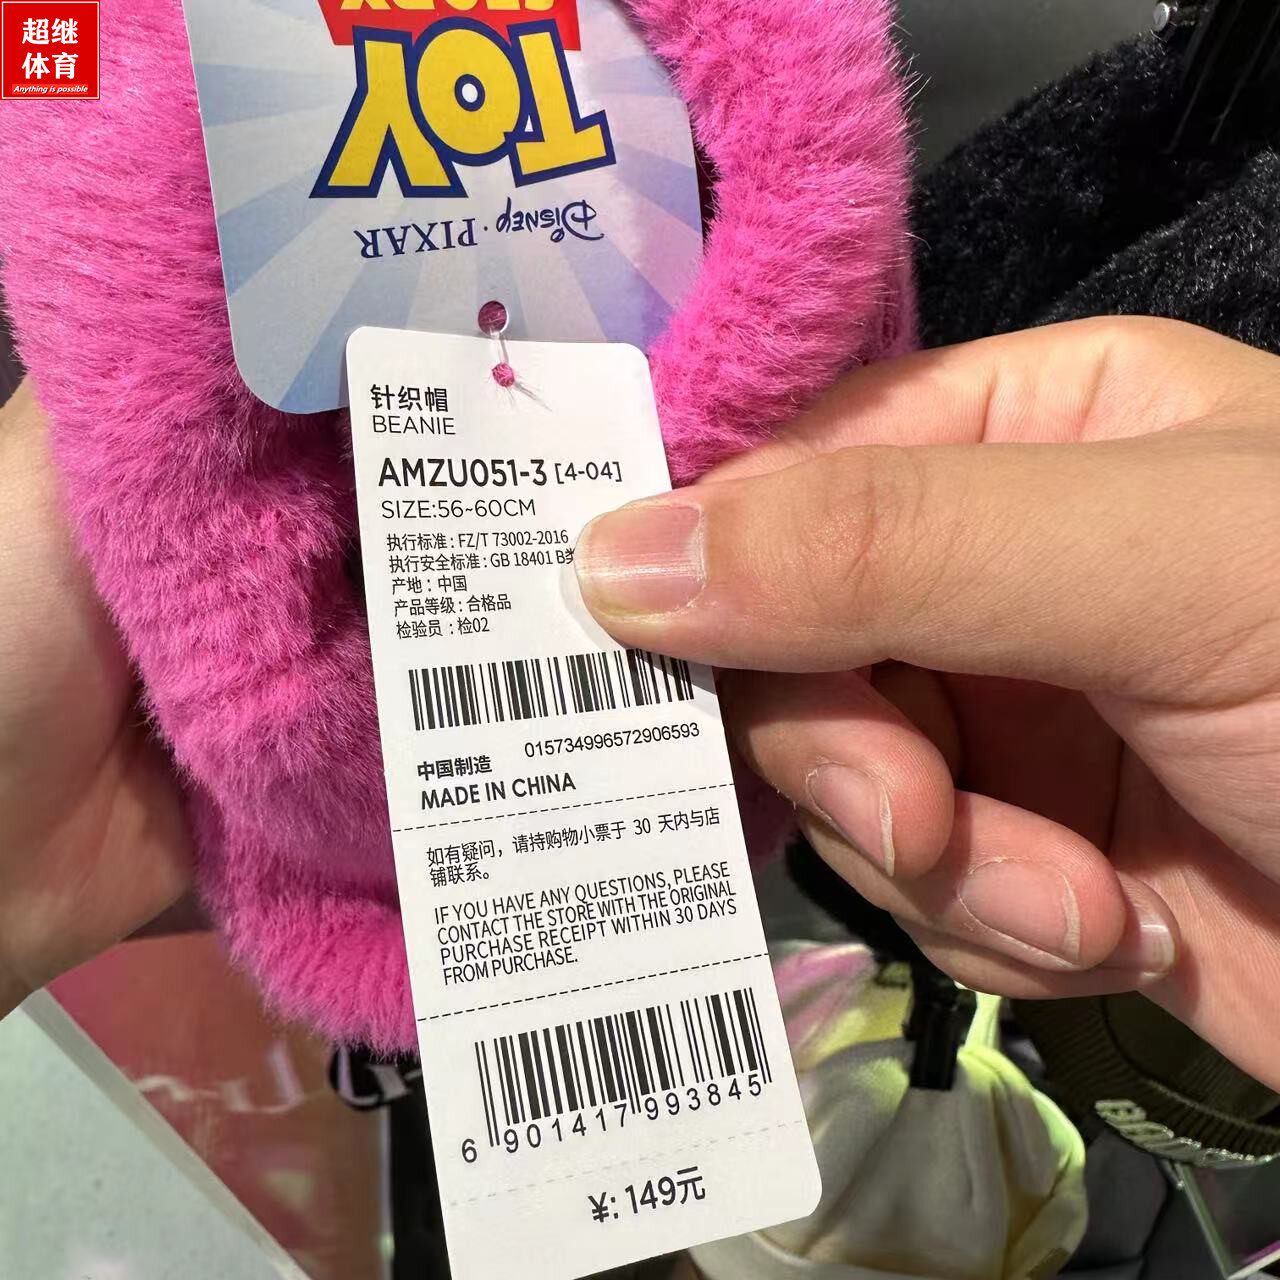 超继
体育
Anything is possible
TOY
DISNEY·PIXAR
针织帽
BEANIE
AMZU051-3 [4-04]
SIZE:56~60CM
执行标准：FZ/T 73002-2016
执行安全标准：GB 18401 B类
产地：中国
产品等级：合格品
检验员：检02
015734996572906593
中国制造
MADE IN CHINA
如有疑问，请持购物小票于 30 天内与店
铺联系。
IF YOU HAVE ANY QUESTIONS, PLEASE
CONTACT THE STORE WITH THE ORIGINAL
PURCHASE RECEIPT WITHIN 30 DAYS
FROM PURCHASE.
6 901417 993845
¥: 149元